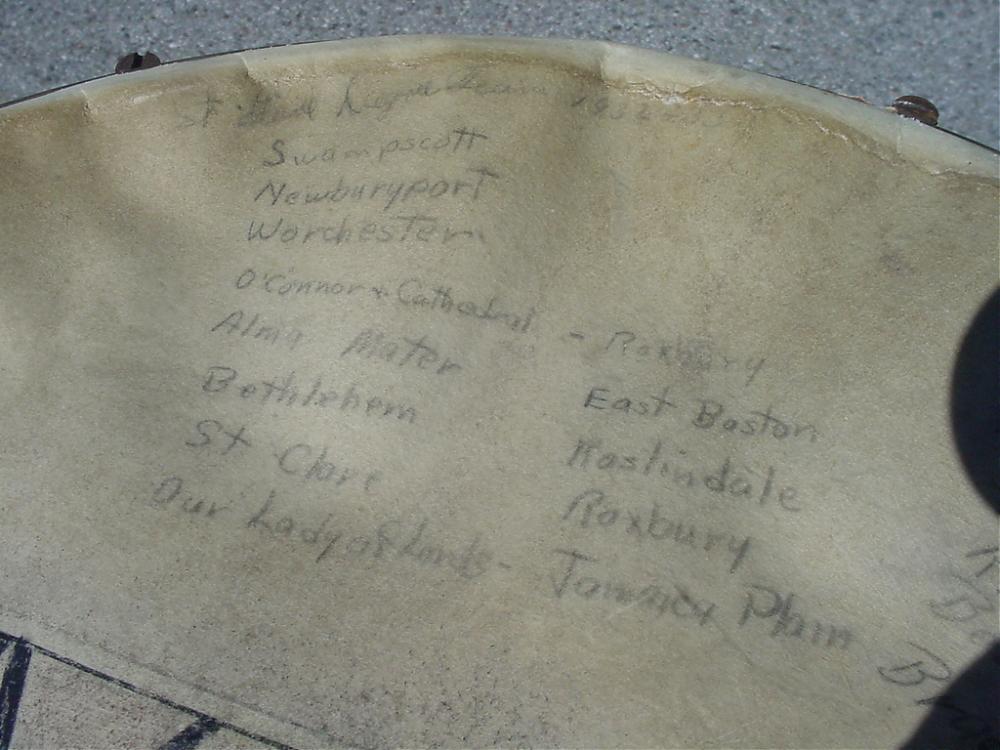 St
Swampscott
Newburyport
Worchester
O'Connor + Cathedral - Roxbury
Alma Mater East Boston
Bethlehem Roslindale
St Clare Roxbury
Our Lady of Lourds - Jamaica Plain